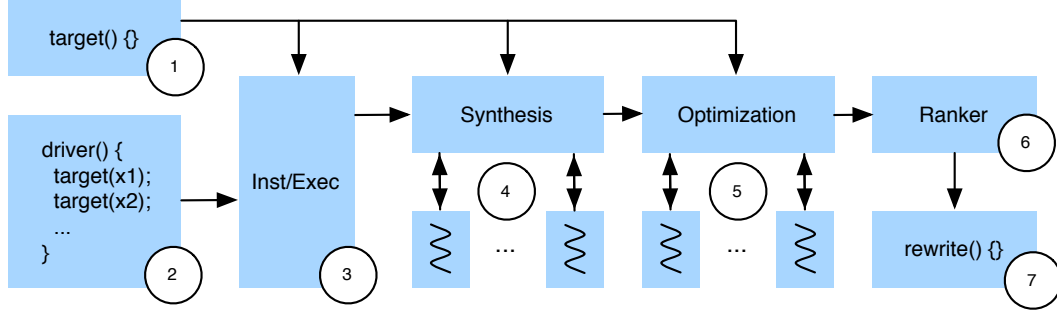 target() {}
1
driver() {
target(x1);
target(x2);
...
}
2
Inst/Exec
3
Synthesis
4
...
Optimization
5
...
Ranker
6
rewrite() {}
7